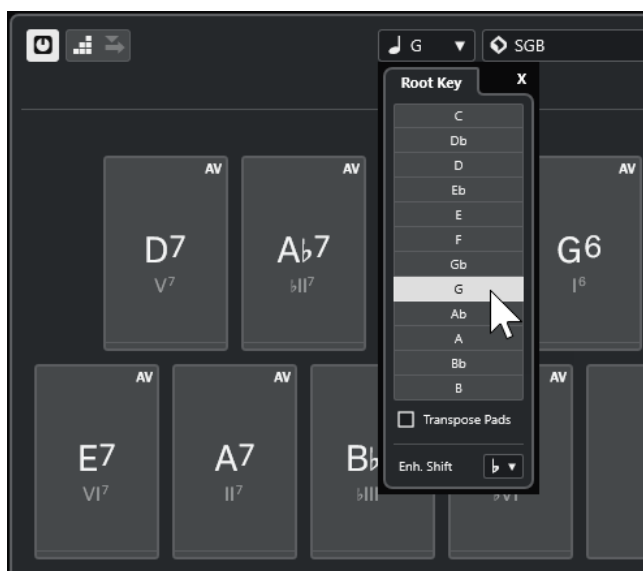 G SGB
Root Key X
C
Db
D
Eb
E
F
Gb
G
Ab
A
Bb
B
Transpose Pads
Enh. Shift ♭
AV AV AV
D7 A♭7 G6
V7 ♭II7 I6
AV AV AV
E7 A7 B♭
VI7 II7 ♭III ♭VI